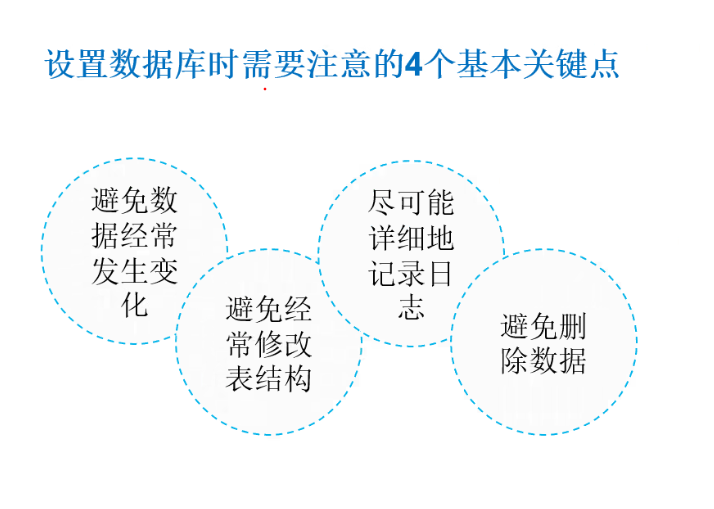 设置数据库时需要注意的4个基本关键点
避免数
据经常
发生变
化
避免经
常修改
表结构
尽可能
详细地
记录日
志
避免删
除数据